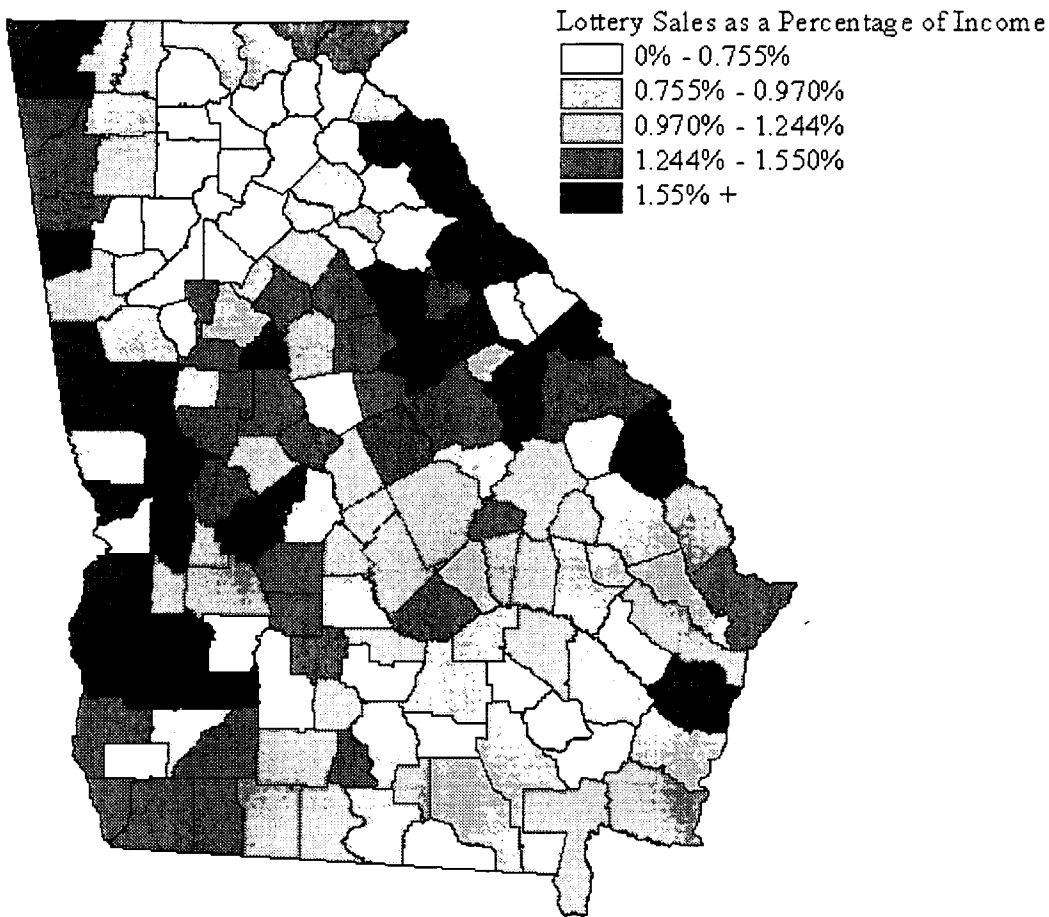 Lottery Sales as a Percentage of Income
0% - 0.755%
0.755% - 0.970%
0.970% - 1.244%
1.244% - 1.550%
1.55% +